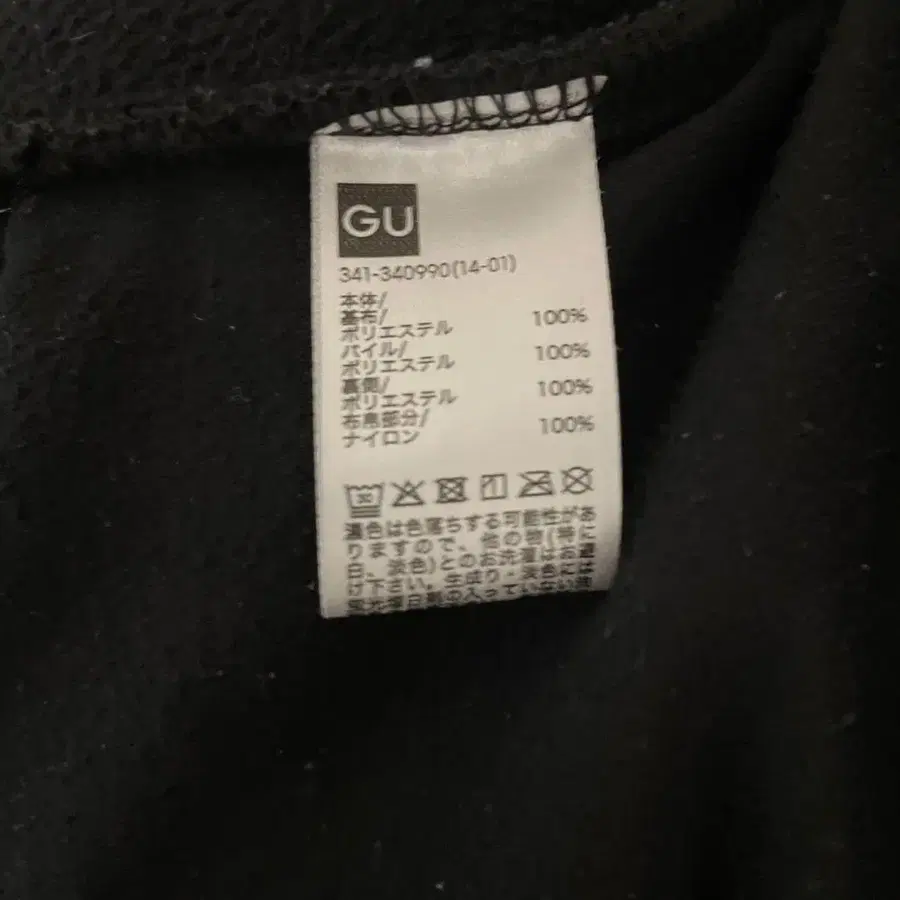 GU
341-340990(14-01)
本体/
基布/
ポリエステル 100%
パイル/
ポリエステル 100%
裏側/
ポリエステル 100%
布帛部分/
ナイロン 100%
30
濃色は色落ちする可能性があ
りますので、他の物(特に
白、淡色)とのお洗濯はお避
け下さい。生成り・淡色は